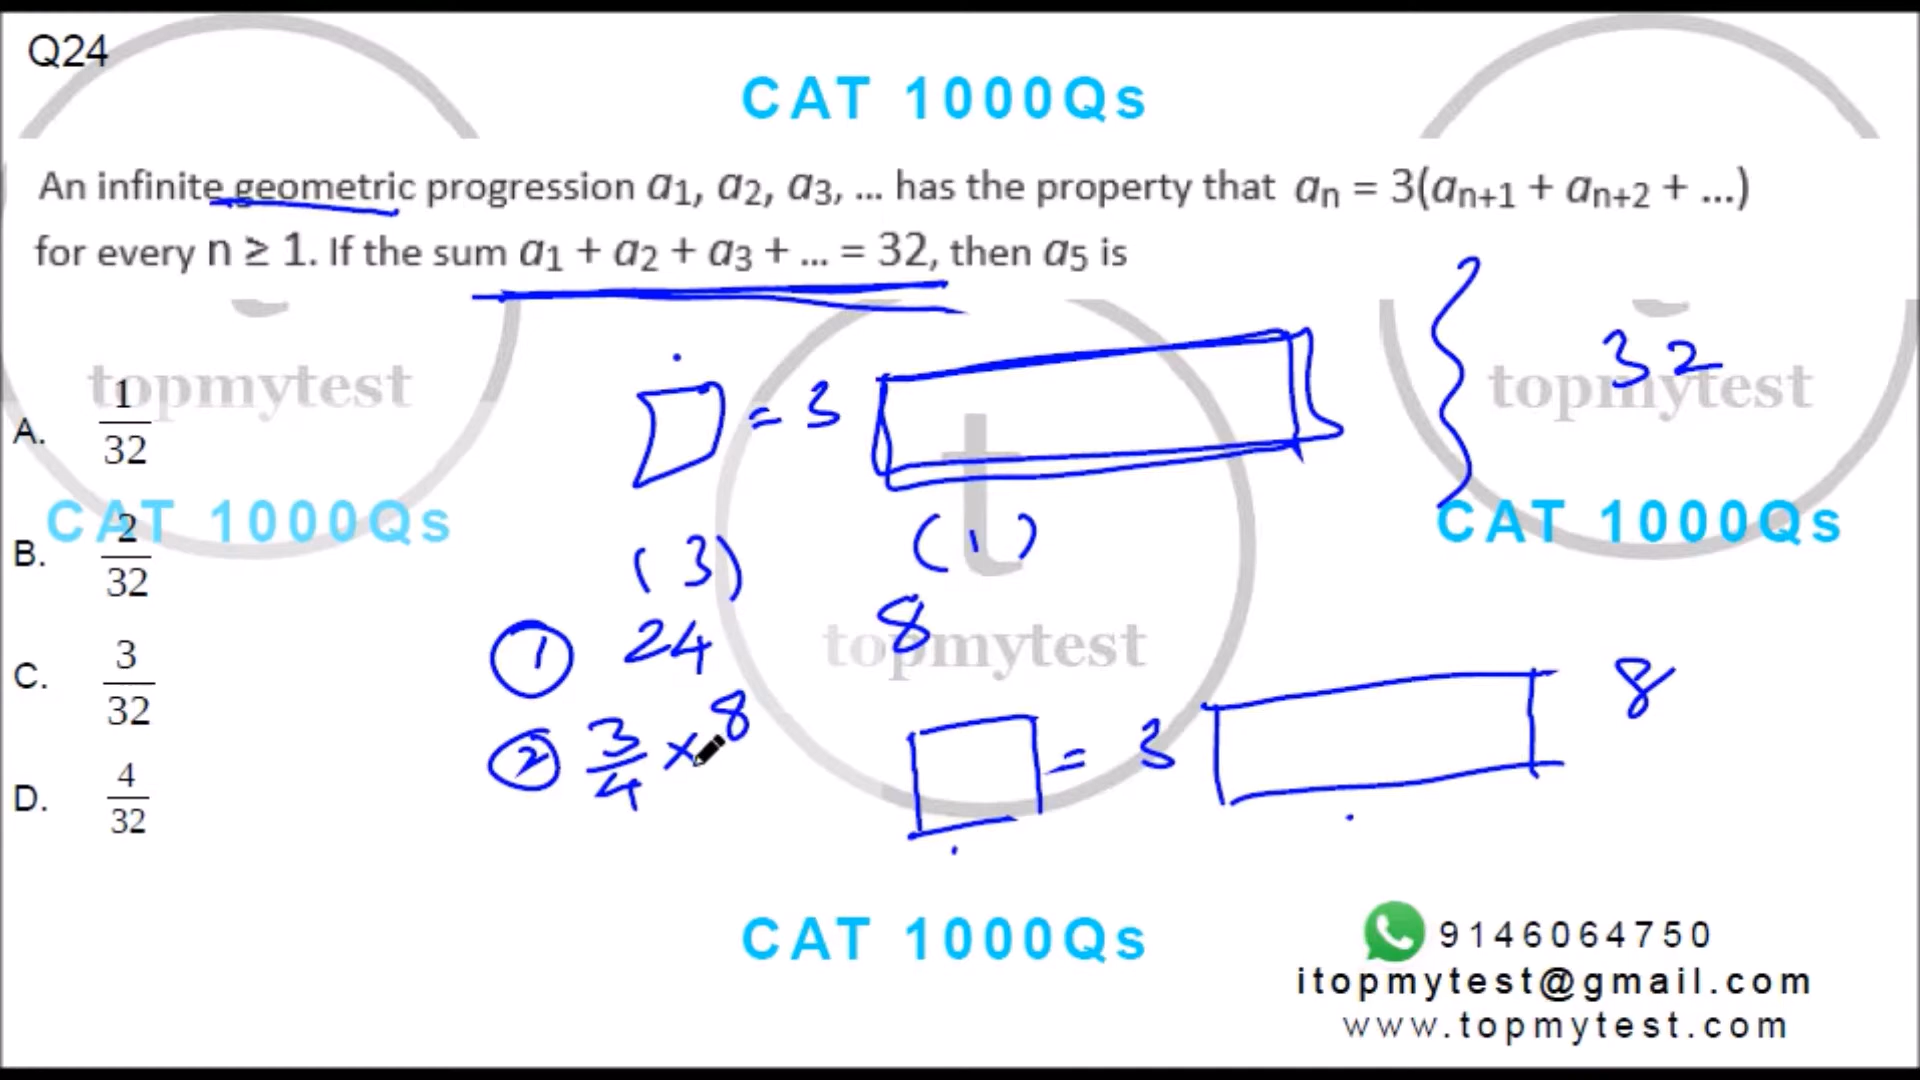 Q24
CAT 1000Qs
An infinite geometric progression a1, a2, a3, ... has the property that an = 3(an+1 + an+2 + ...)
for every n ≥ 1. If the sum a1 + a2 + a3 + ... = 32, then a5 is
= 3
32
topmytest
topmytest
A. 1/32
CAT 1000Qs
CAT 1000Qs
B. 2/32
(3) (1)
t
① 24 8
topmytest
C. 3/32
② 3/4 × 8
= 3
8
D. 4/32
CAT 1000Qs
9146064750
itopmytest@gmail.com
www.topmytest.com